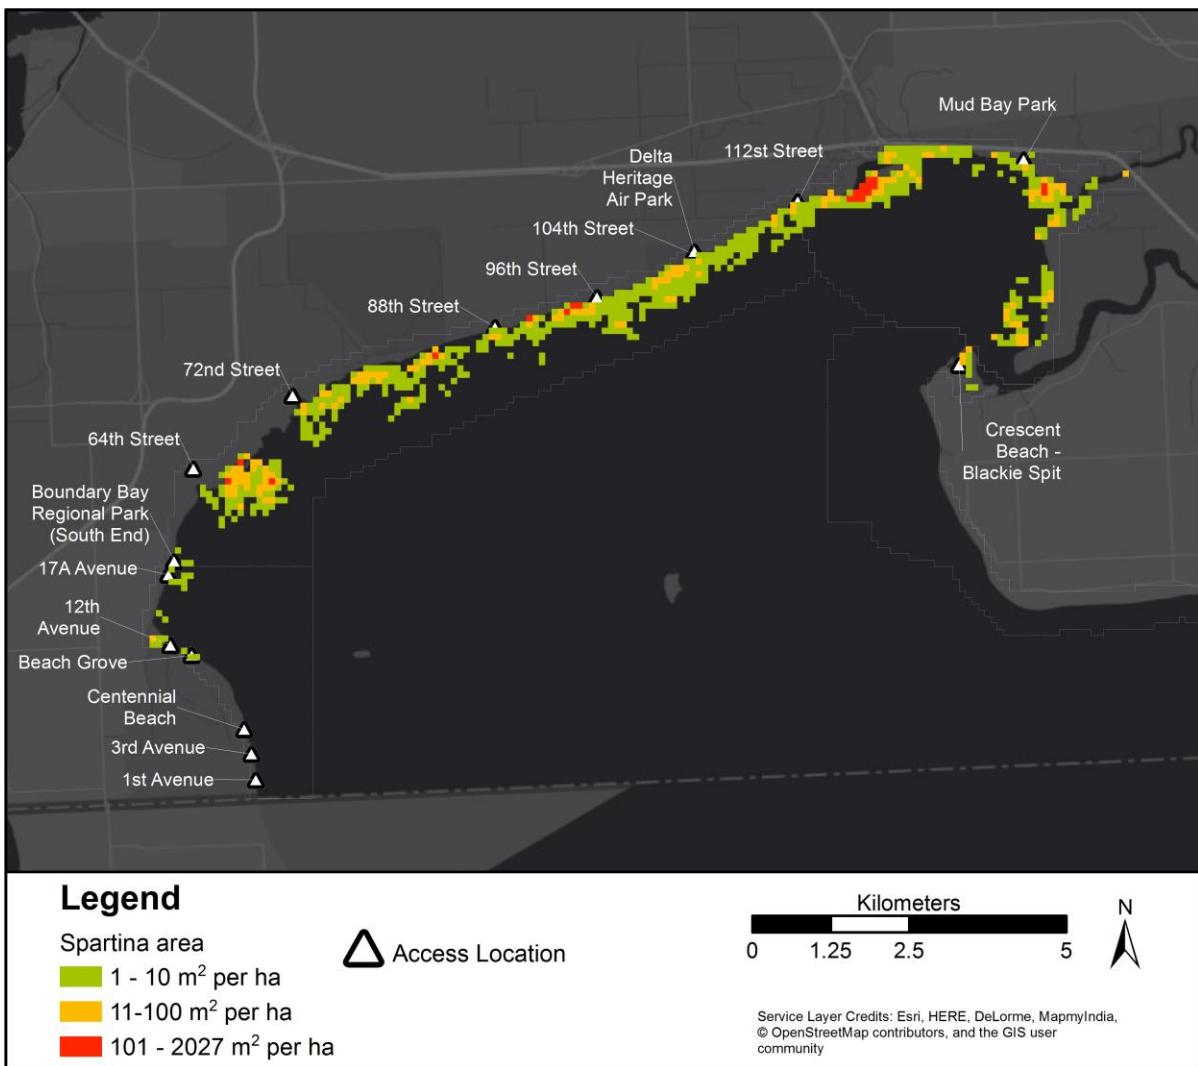 Mud Bay Park
112st Street
Delta
Heritage
Air Park
104th Street
96th Street
88th Street
72nd Street
64th Street
Boundary Bay
Regional Park
(South End)
17A Avenue
12th
Avenue
Beach Grove
Centennial
Beach
3rd Avenue
1st Avenue
Crescent
Beach -
Blackie Spit
Legend
Spartina area
1 - 10 m² per ha
11-100 m² per ha
101 - 2027 m² per ha
Access Location
Kilometers
0 1.25 2.5 5
N
Service Layer Credits: Esri, HERE, DeLorme, MapmyIndia,
© OpenStreetMap contributors, and the GIS user
community